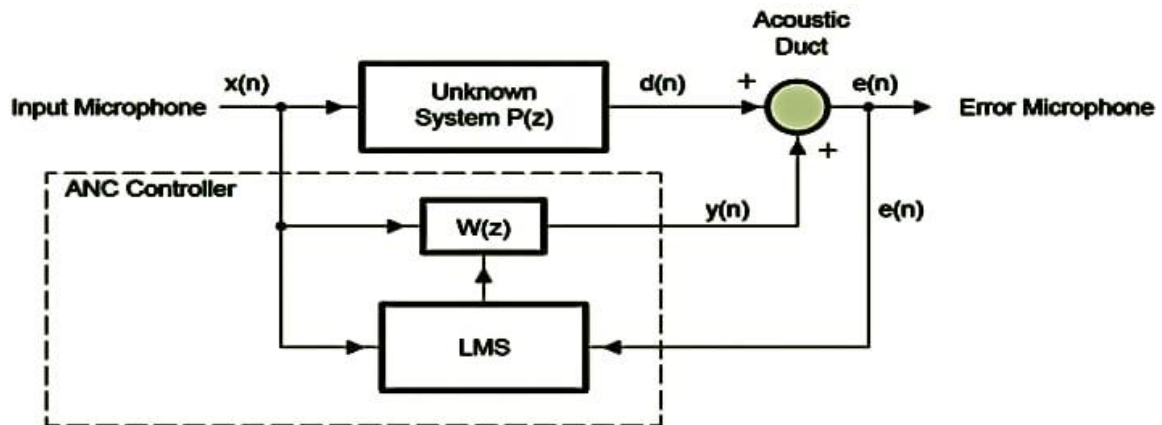 Acoustic
Duct
x(n)
d(n)
+
e(n)
Input Microphone
Unknown
System P(z)
Error Microphone
+
ANC Controller
W(z)
y(n)
e(n)
LMS